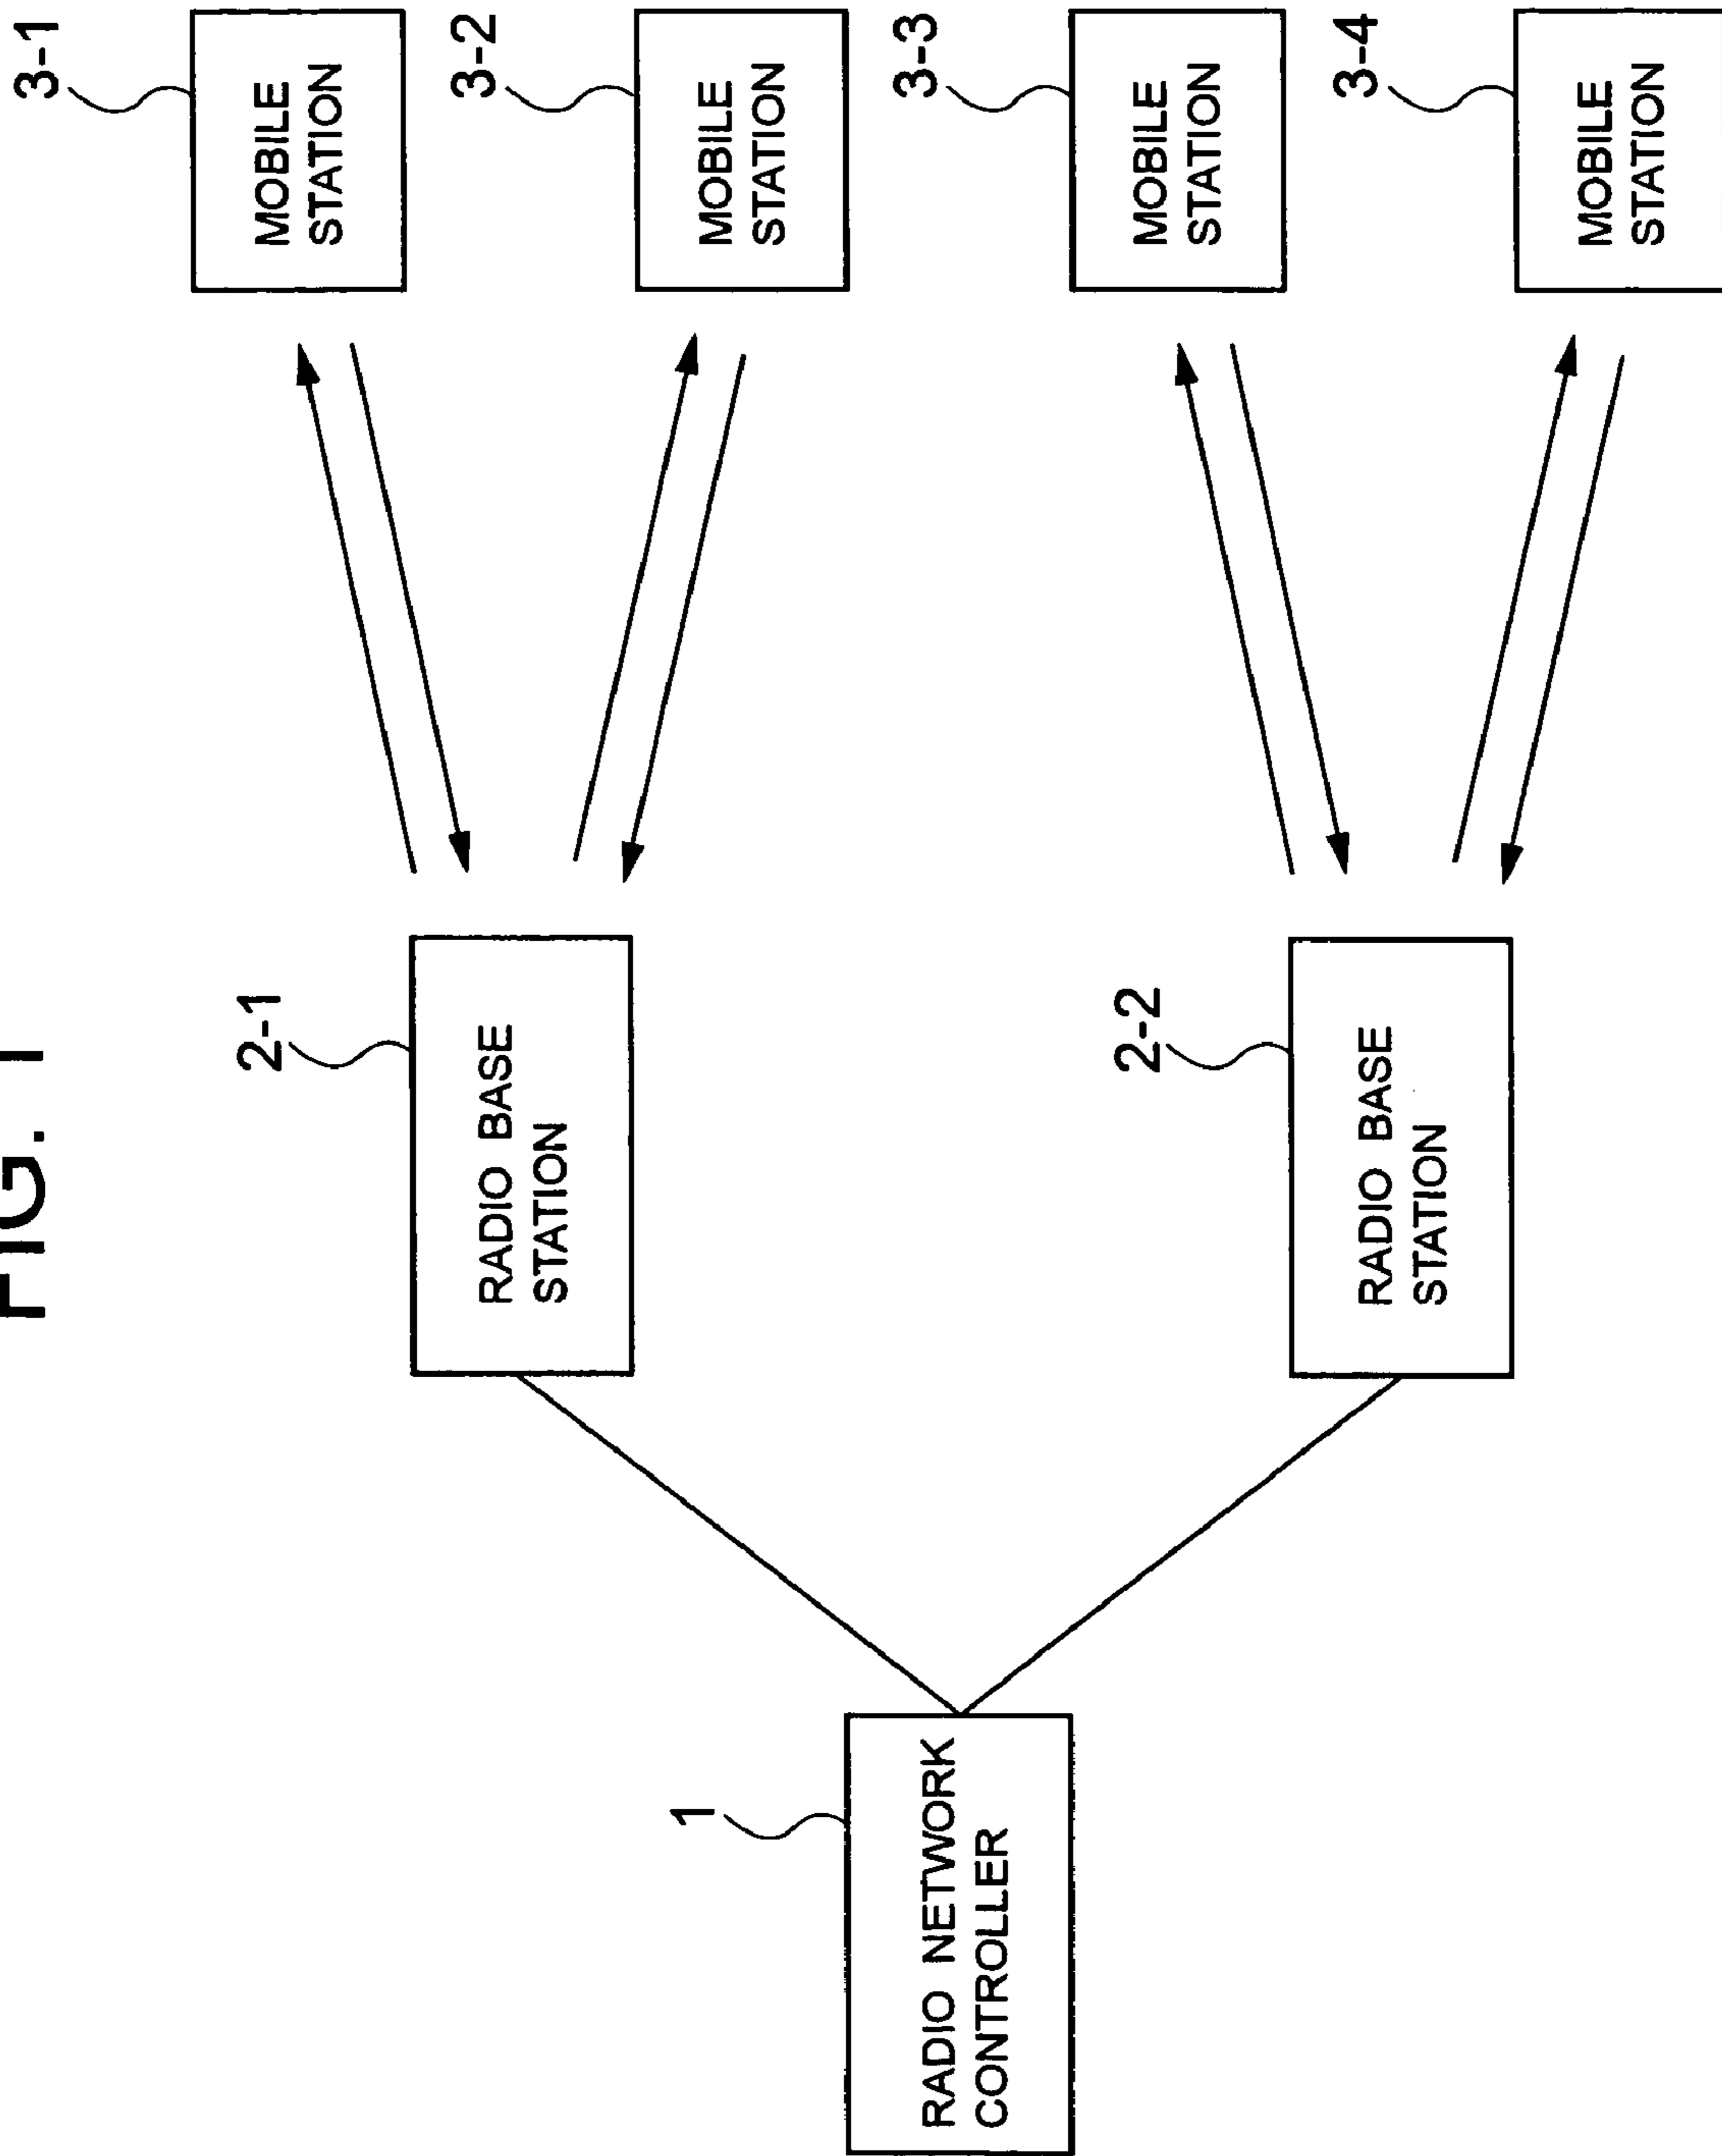 FIG. 1
1
RADIO NETWORK
CONTROLLER
2-1
RADIO BASE
STATION
2-2
RADIO BASE
STATION
3-1
MOBILE
STATION
3-2
MOBILE
STATION
3-3
MOBILE
STATION
3-4
MOBILE
STATION